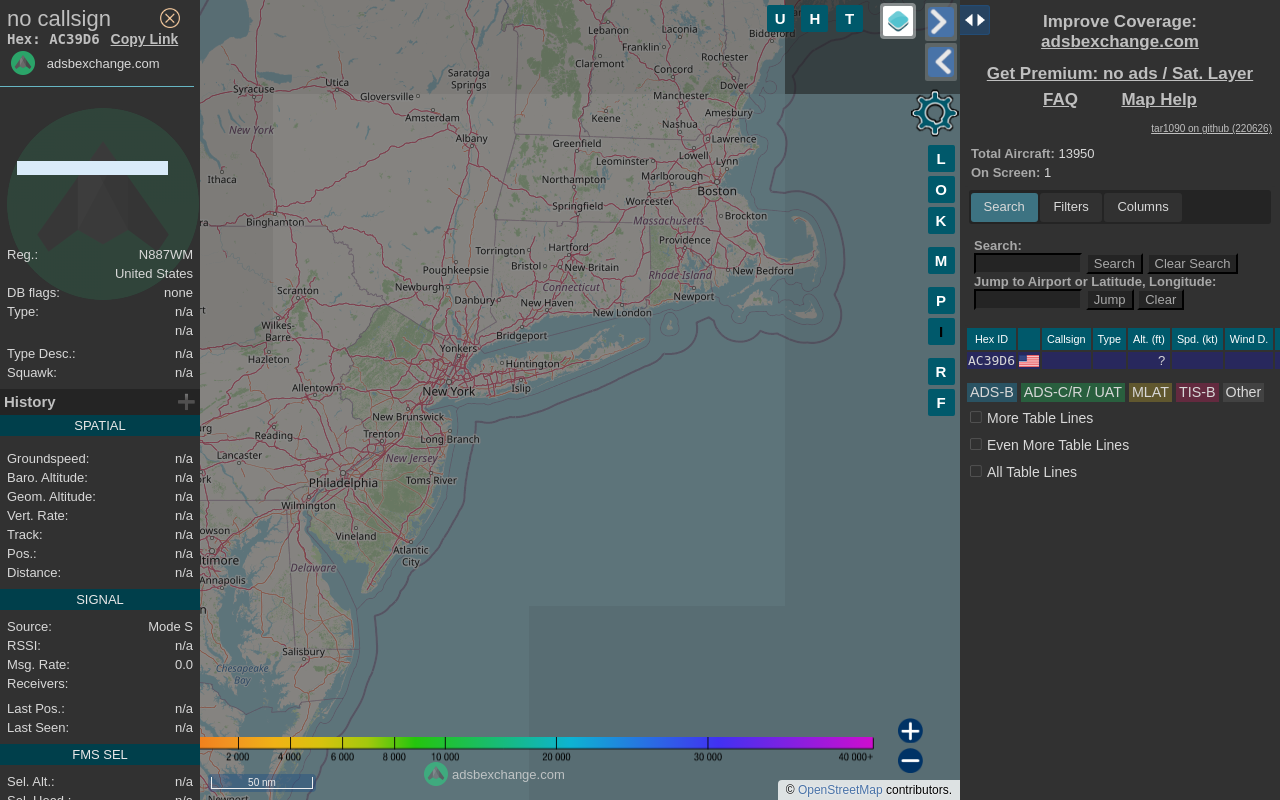 no callsign
Hex: AC39D6 Copy Link
adsbexchange.com
Reg.: N887WM
United States
DB flags: none
Type: n/a
n/a
Type Desc.: n/a
Squawk: n/a
History
SPATIAL
Groundspeed: n/a
Baro. Altitude: n/a
Geom. Altitude: n/a
Vert. Rate: n/a
Track: n/a
Pos.: n/a
Distance: n/a
SIGNAL
Source: Mode S
RSSI: n/a
Msg. Rate: 0.0
Receivers:
Last Pos.: n/a
Last Seen: n/a
FMS SEL
Sel. Alt.: n/a
U H T
L
O
K
M
P
I
R
F
Lebanon
Laconia
Franklin
Biddeford
Claremont
Rochester
Concord
Utica
Saratoga
Springs
Dover
Syracuse
Gloversville
Manchester
Amesbury
Amsterdam
Keene
Nashua
New York
Albany
Greenfield
Lawrence
Lowell
Leominster
Lynn
Ithaca
Northampton
Marlborough
Boston
Worcester
Springfield
Brockton
Binghamton
Massachusetts
Providence
Hartford
Torrington
Bristol
New Britain
Poughkeepsie
Rhode Island
New Bedford
Newburgh
Connecticut
Scranton
Danbury
New Haven
Newport
New London
Wilkes-
Barre
Bridgeport
Yonkers
Hazleton
Huntington
Allentown
New York
Islip
New Brunswick
Reading
Trenton
Long Branch
Lancaster
New Jersey
Philadelphia
Toms River
Wilmington
Vineland
Atlantic
City
Delaware
Annapolis
Salisbury
Chesapeake
Bay
2 000 4 000 6 000 8 000 10 000 20 000 30 000 40 000+
adsbexchange.com
50 nm
© OpenStreetMap contributors.
Improve Coverage:
adsbexchange.com
Get Premium: no ads / Sat. Layer
FAQ Map Help
tar1090 on github (220626)
Total Aircraft: 13950
On Screen: 1
Search Filters Columns
Search:
Search Clear Search
Jump to Airport or Latitude, Longitude:
Jump Clear
Hex ID Callsign Type Alt. (ft) Spd. (kt) Wind D.
AC39D6 ?
ADS-B ADS-C/R / UAT MLAT TIS-B Other
More Table Lines
Even More Table Lines
All Table Lines